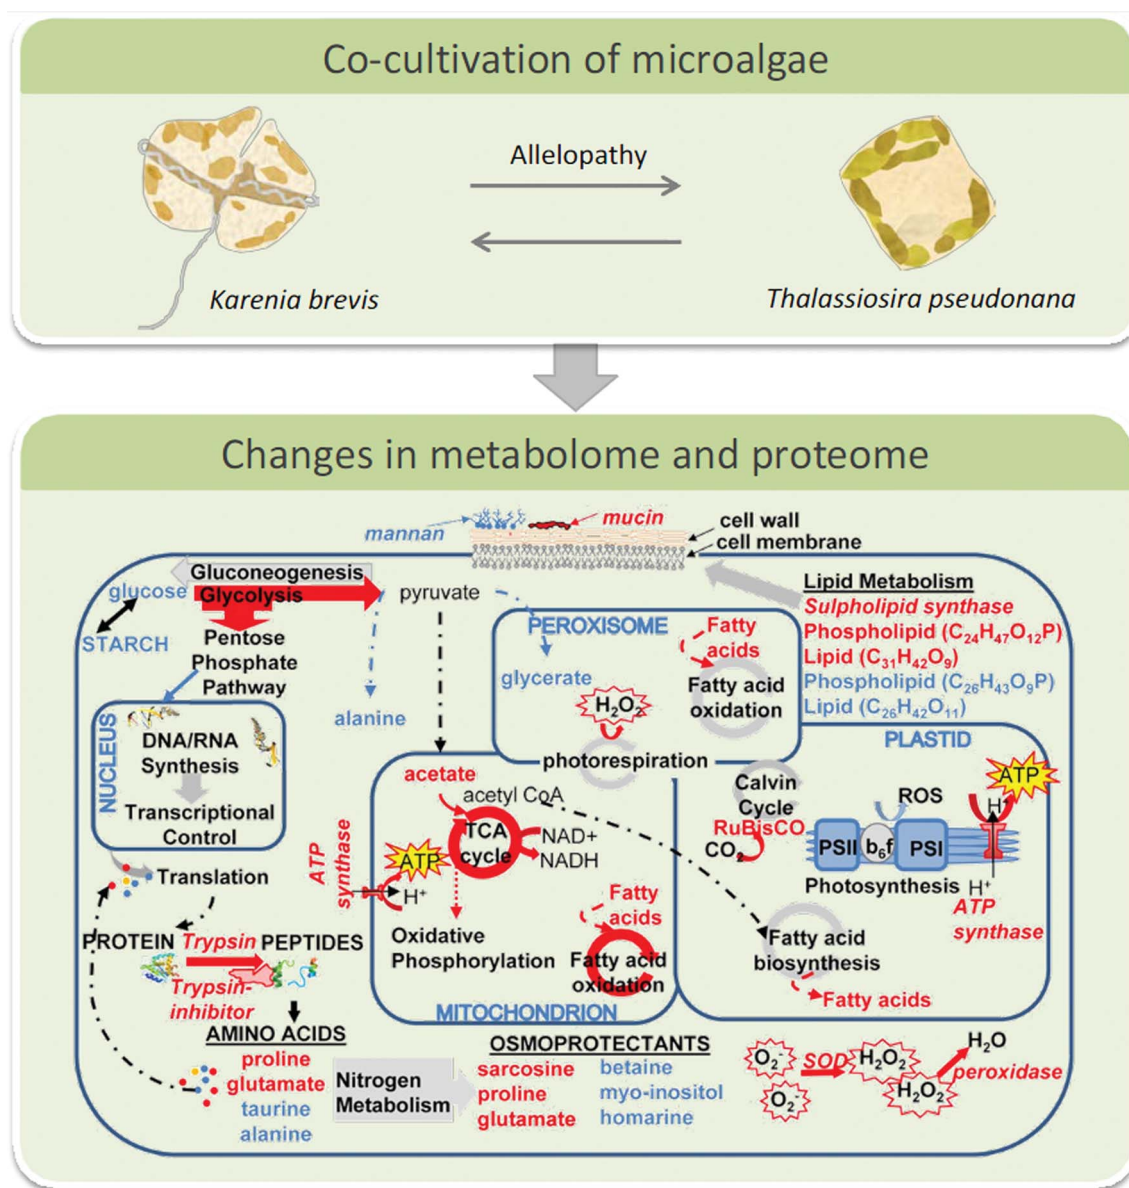 Co-cultivation of microalgae
Allelopathy
Karenia brevis
Thalassiosira pseudonana
Changes in metabolome and proteome
mannan
mucin
cell wall
cell membrane
Gluconeogenesis
glucose
Glycolysis
pyruvate
STARCH
Pentose
Phosphate
Pathway
alanine
PEROXISOME
glycerate
Fatty
acids
Fatty acid
oxidation
H2O2
photorespiration
Lipid Metabolism
Sulpholipid synthase
Phospholipid (C24H47O12P)
Lipid (C31H42O9)
Phospholipid (C26H43O9P)
Lipid (C26H42O11)
NUCLEUS
DNA/RNA
Synthesis
Transcriptional
Control
Translation
PROTEIN
Trypsin
PEPTIDES
Trypsin-
inhibitor
acetate
acetyl CoA
TCA
cycle
NAD+
NADH
ATP
H+
ATP
synthase
Oxidative
Phosphorylation
Fatty
acids
Fatty acid
oxidation
MITOCHONDRION
PLASTID
Calvin
Cycle
RuBisCO
CO2
ROS
ATP
H+
PSII
b6f
PSI
Photosynthesis
H+
ATP
synthase
Fatty acid
biosynthesis
Fatty acids
AMINO ACIDS
proline
glutamate
taurine
alanine
Nitrogen
Metabolism
OSMOPROTECTANTS
sarcosine
proline
glutamate
betaine
myo-inositol
homarine
O2-
O2-
SOD
H2O2
H2O2
H2O
peroxidase